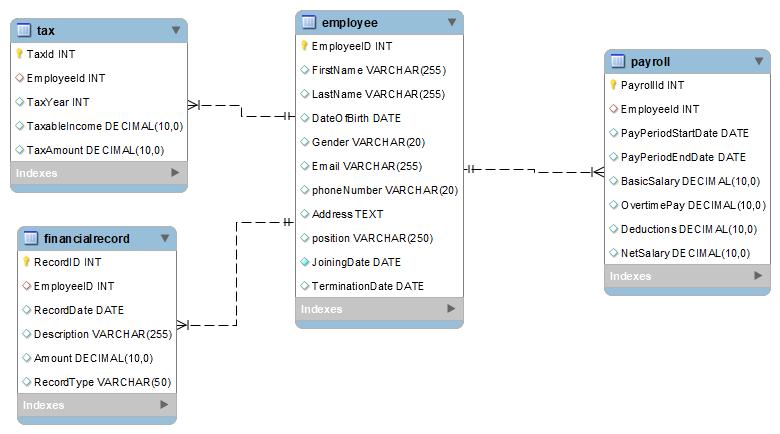 tax
TaxId INT
EmployeeId INT
TaxYear INT
TaxableIncome DECIMAL(10,0)
TaxAmount DECIMAL(10,0)
Indexes
financialrecord
RecordID INT
EmployeeID INT
RecordDate DATE
Description VARCHAR(255)
Amount DECIMAL(10,0)
RecordType VARCHAR(50)
Indexes
employee
EmployeeID INT
FirstName VARCHAR(255)
LastName VARCHAR(255)
DateOfBirth DATE
Gender VARCHAR(20)
Email VARCHAR(255)
phoneNumber VARCHAR(20)
Address TEXT
position VARCHAR(250)
JoiningDate DATE
TerminationDate DATE
Indexes
payroll
PayrollId INT
EmployeeId INT
PayPeriodStartDate DATE
PayPeriodEndDate DATE
BasicSalary DECIMAL(10,0)
OvertimePay DECIMAL(10,0)
Deductions DECIMAL(10,0)
NetSalary DECIMAL(10,0)
Indexes